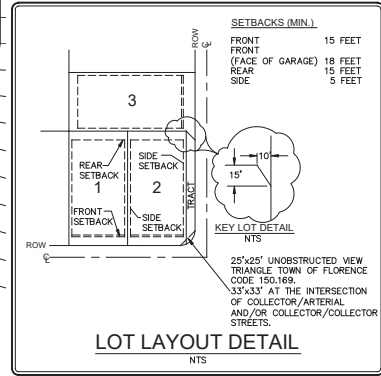 SETBACKS (MIN.)
FRONT 15 FEET
FRONT
(FACE OF GARAGE) 18 FEET
REAR 15 FEET
SIDE 5 FEET
ROW
3
10'
15'
KEY LOT DETAIL
NTS
REAR
SETBACK
SIDE
SETBACK
1
2
TRACT
FRONT
SETBACK
SIDE
SETBACK
ROW
25'x25' UNOBSTRUCTED VIEW
TRIANGLE TOWN OF FLORENCE
CODE 150.169.
33'x33' AT THE INTERSECTION
OF COLLECTOR/ARTERIAL
AND/OR COLLECTOR/COLLECTOR
STREETS.
LOT LAYOUT DETAIL
NTS